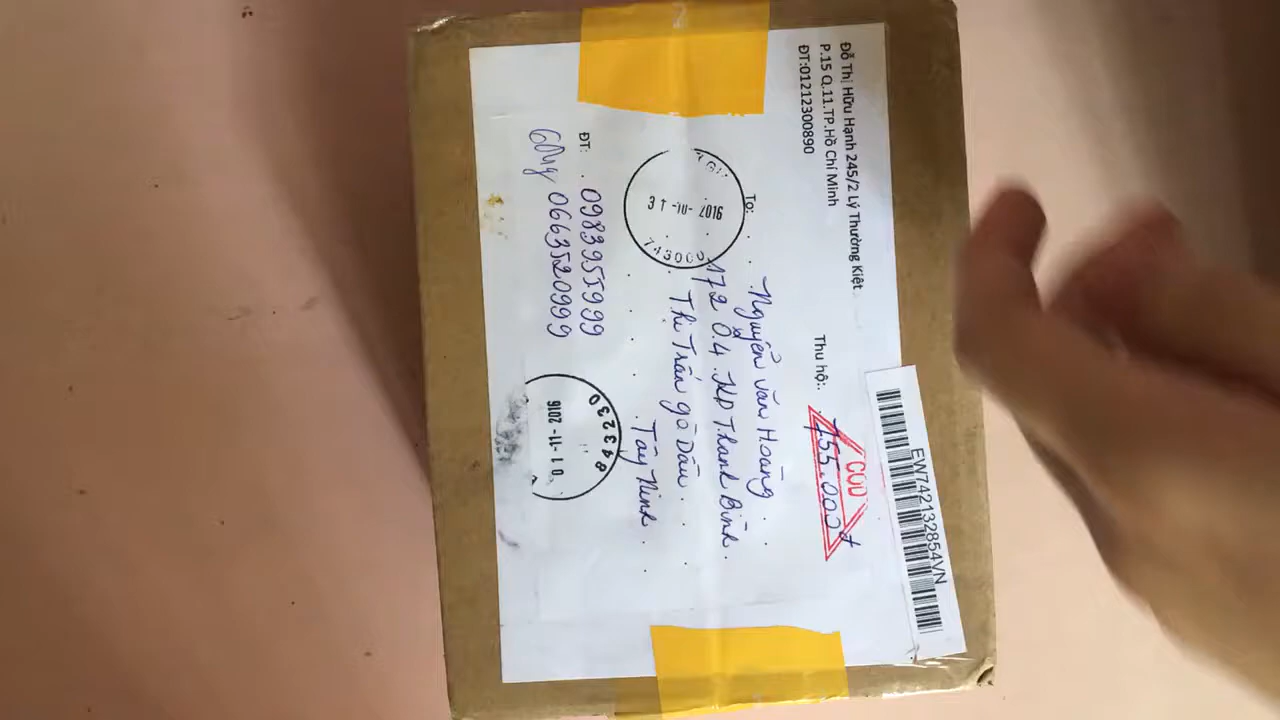 Đỗ Thị Hữu Hạnh 245/2 Lý Thường Kiệt
P.15 Q.11.TP.Hồ Chí Minh
ĐT:01212300890
Thu hộ:. 755.000đ
COD
EW742132854VN
To: Nguyễn Văn Hoàng
172 Ô.4 KP Thanh Bình
Thị Trấn Gò Dầu
Tây Ninh
ĐT: 0983955999
0663520999
31-10-2016
743000
01-11-2016
843230